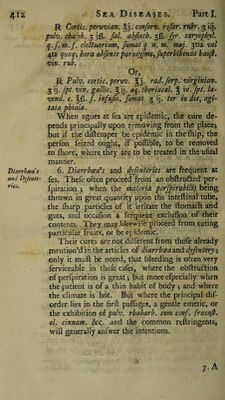 412 SEA DISEASES. Part I.
℞ Cortic. peruvian. ℥j. conserv. rosar. rubr. ʒiij.
pulv. chalyb. ʒß. sal. absinth. ʒß. syr. caryophyl.
q. s. m. f. electuarium, sumat q. n. m. maj. 3tia vel
4ta quaq; hora absente paroxysmo, superbibendo haust.
vin. rub.
Or,
℞ Pulv. cortic. peruv. ℥j. rad. serp. virginian.
ʒij. spt. vin. gallic. ℥ij. aq. theriacal. ℥ iv. spt. la-
vend. c. ℥ß. f. infusio, sumat ℥ ij. ter in die, agi-
tata phiola.
When agues at sea are epidemic, the cure de-
pends principally upon removing from the place;
but if the distemper be epidemic in the ship, the
person seized ought, if possible, to be removed
on shore, where they are to be treated in the usual
manner.
Diarrhœa's and Dysente- ries.
6. Diarrhœa's and dysenteries are frequent at
sea. These often proceed from an obstructed per-
spiration; when the materia perspirabilis being
thrown in great quantity upon the intestinal tube,
the sharp particles of it irritate the stomach and
guts, and occasion a frequent exclusion of their
contents. They may likewise proceed from eating
particular fruits, or be epidemic.
Their cures are not different from those already
mention'd in the articles of diarrhœa and dysentery;
only it must be noted, that bleeding is often very
serviceable in these cases, where the obstruction
of perspiration is great; but more especially when
the patient is of a thin habit of body; and where
the climate is hot. But where the principal dis-
order lies in the first passages, a gentle emetic, or
the exhibition of pulv. rhabarb. cum conf. fracast.
ol. cinnam. &c. and the common restringents,
will generally answer the intentions.
7. A